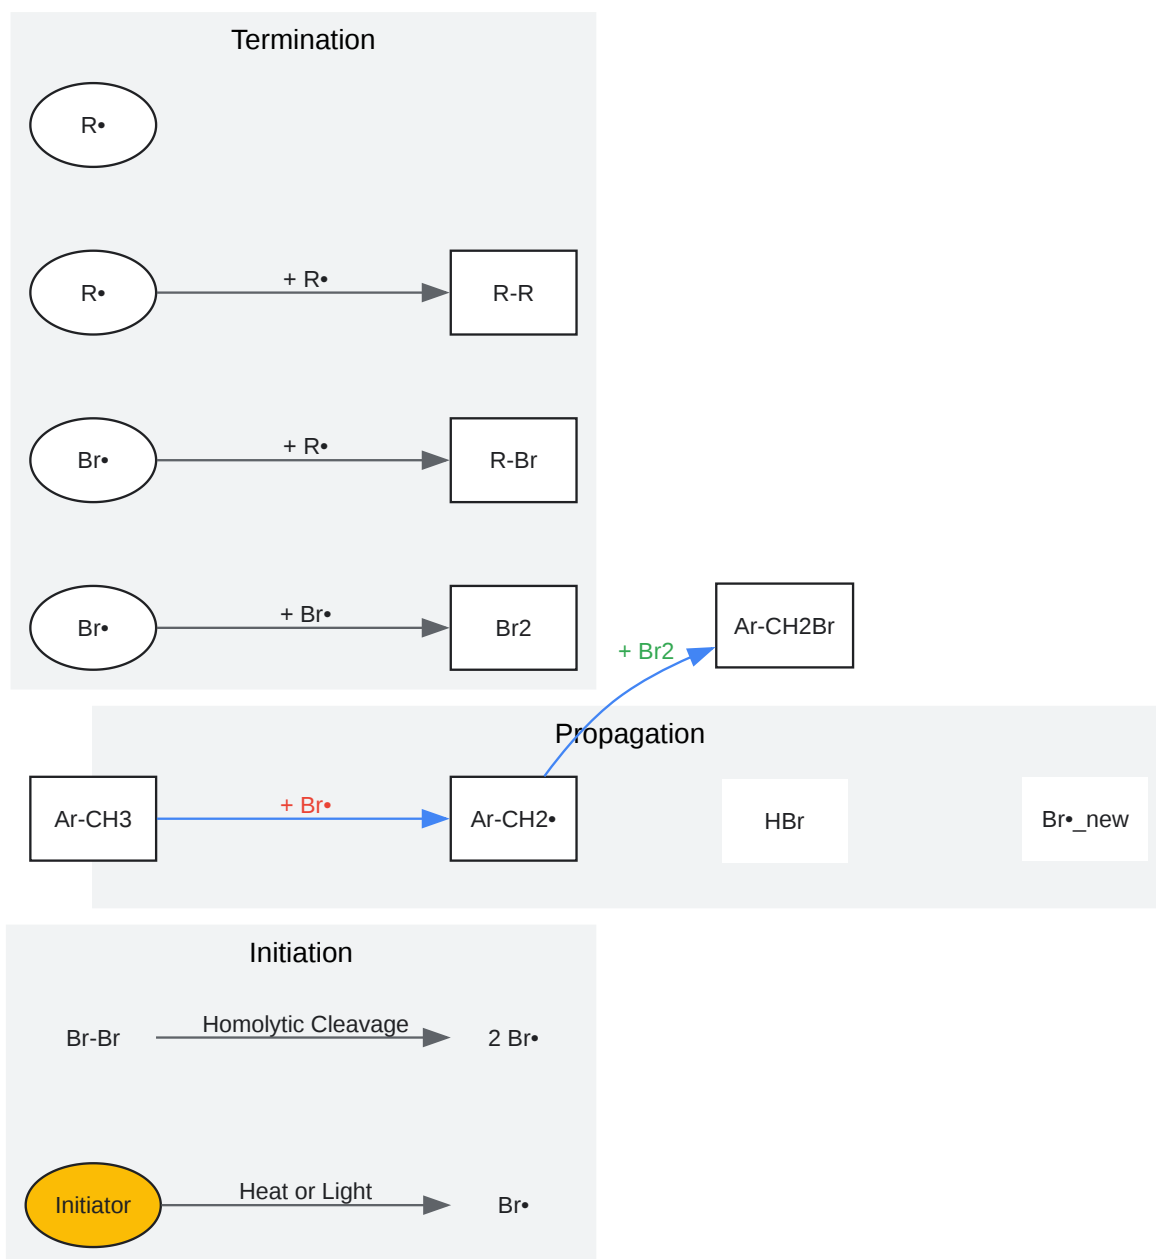 Termination
R•
R•
+ R•
R-R
Br•
+ R•
R-Br
Br•
+ Br•
Br2
+ Br2
Ar-CH2Br
Propagation
Ar-CH3
+ Br•
Ar-CH2•
HBr
Br•_new
Initiation
Br-Br
Homolytic Cleavage
2 Br•
Initiator
Heat or Light
Br•